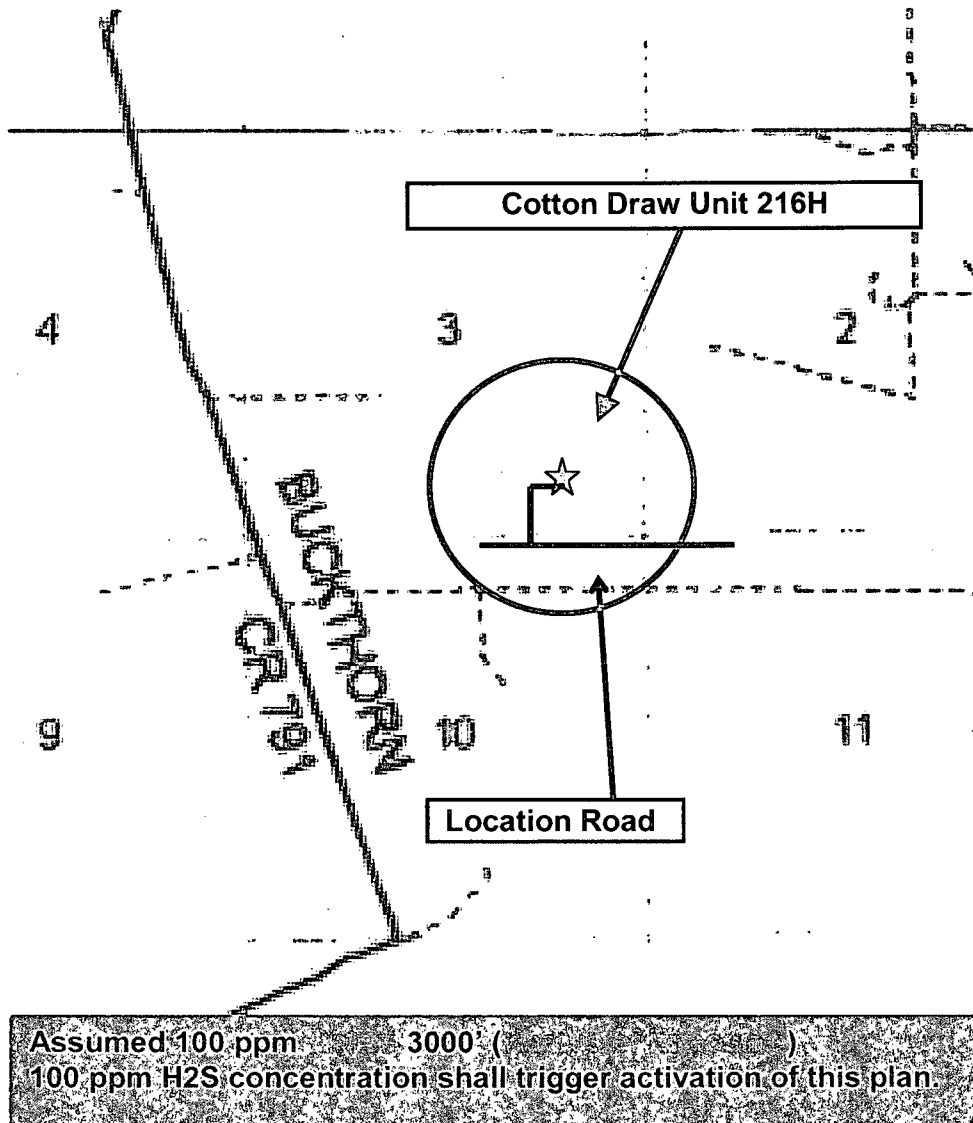 Cotton Draw Unit 216H
4
3
2
BUCKTHORN
CR 791
9
10
11
Location Road
Assumed 100 ppm 3000' ( )
100 ppm H2S concentration shall trigger activation of this plan.